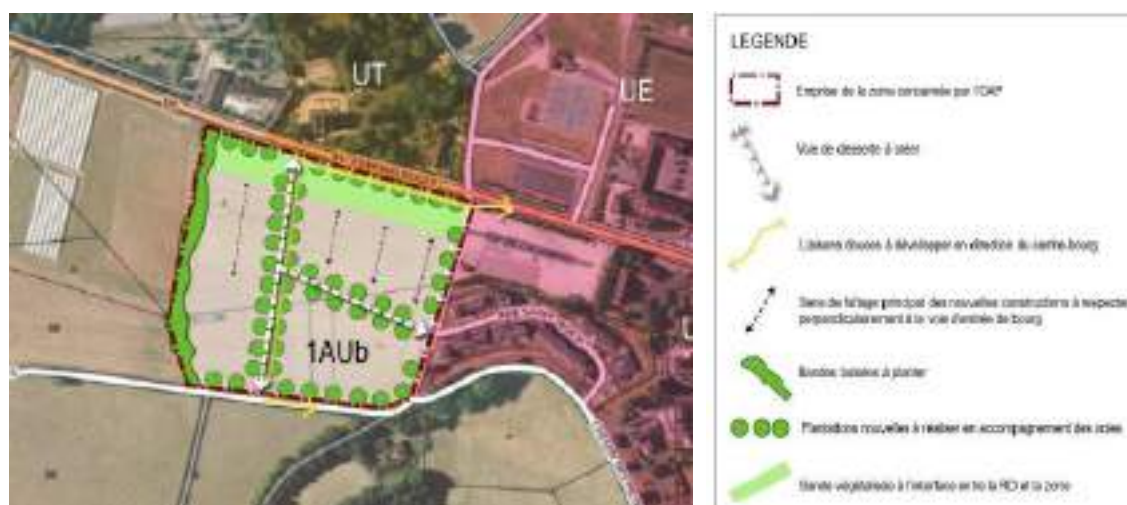 UT
UE
1AUb
LEGENDE
Emprise de la zone concernée par l'OAP
Voie de desserte à créer
Liaisons douces à développer en direction du centre-bourg
Sens de faîtage principal des nouvelles constructions à respecter
perpendiculairement à la voie d'entrée de bourg
Bandes boisées à planter
Plantations nouvelles à réaliser en accompagnement des voies
Bande végétalisée à l'interface entre la RD et la zone